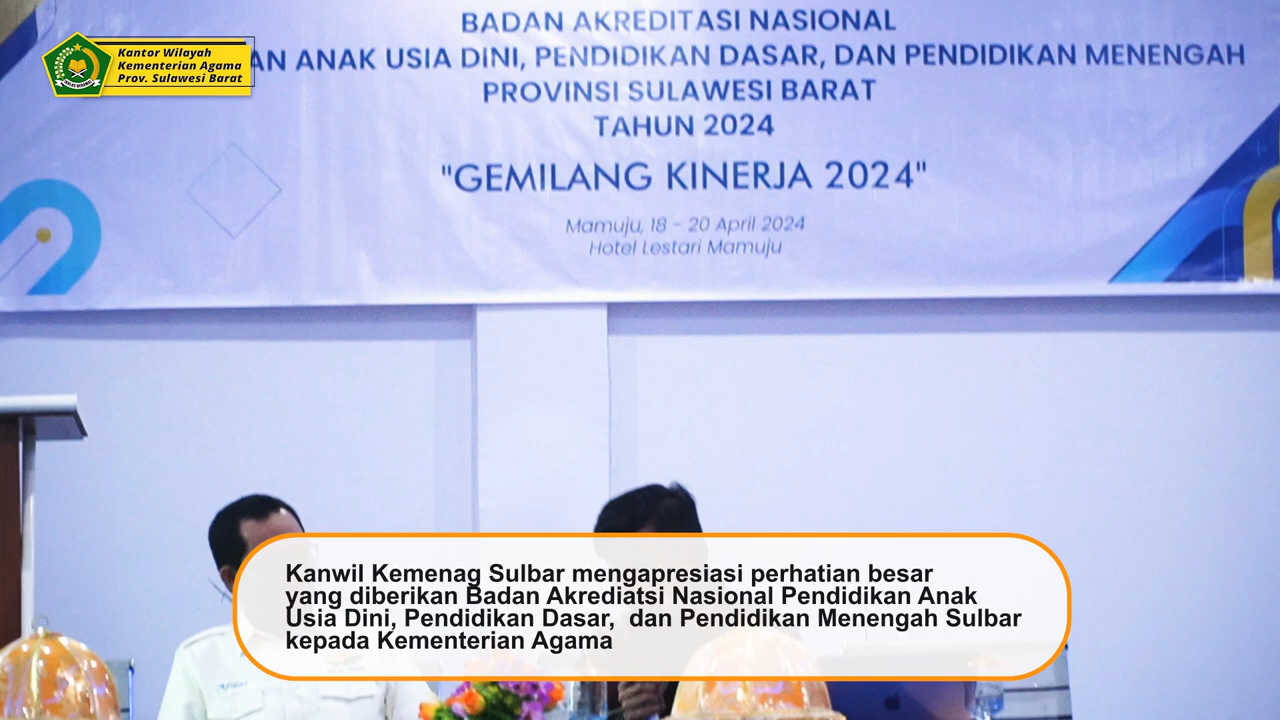 BADAN AKREDITASI NASIONAL
AN ANAK USIA DINI, PENDIDIKAN DASAR, DAN PENDIDIKAN MENENGAH
PROVINSI SULAWESI BARAT
TAHUN 2024
"GEMILANG KINERJA 2024"
Mamuju, 18 - 20 April 2024
Hotel Lestari Mamuju
Kantor Wilayah
Kementerian Agama
Prov. Sulawesi Barat
Kanwil Kemenag Sulbar mengapresiasi perhatian besar
yang diberikan Badan Akrediatsi Nasional Pendidikan Anak
Usia Dini, Pendidikan Dasar,  dan Pendidikan Menengah Sulbar
kepada Kementerian Agama